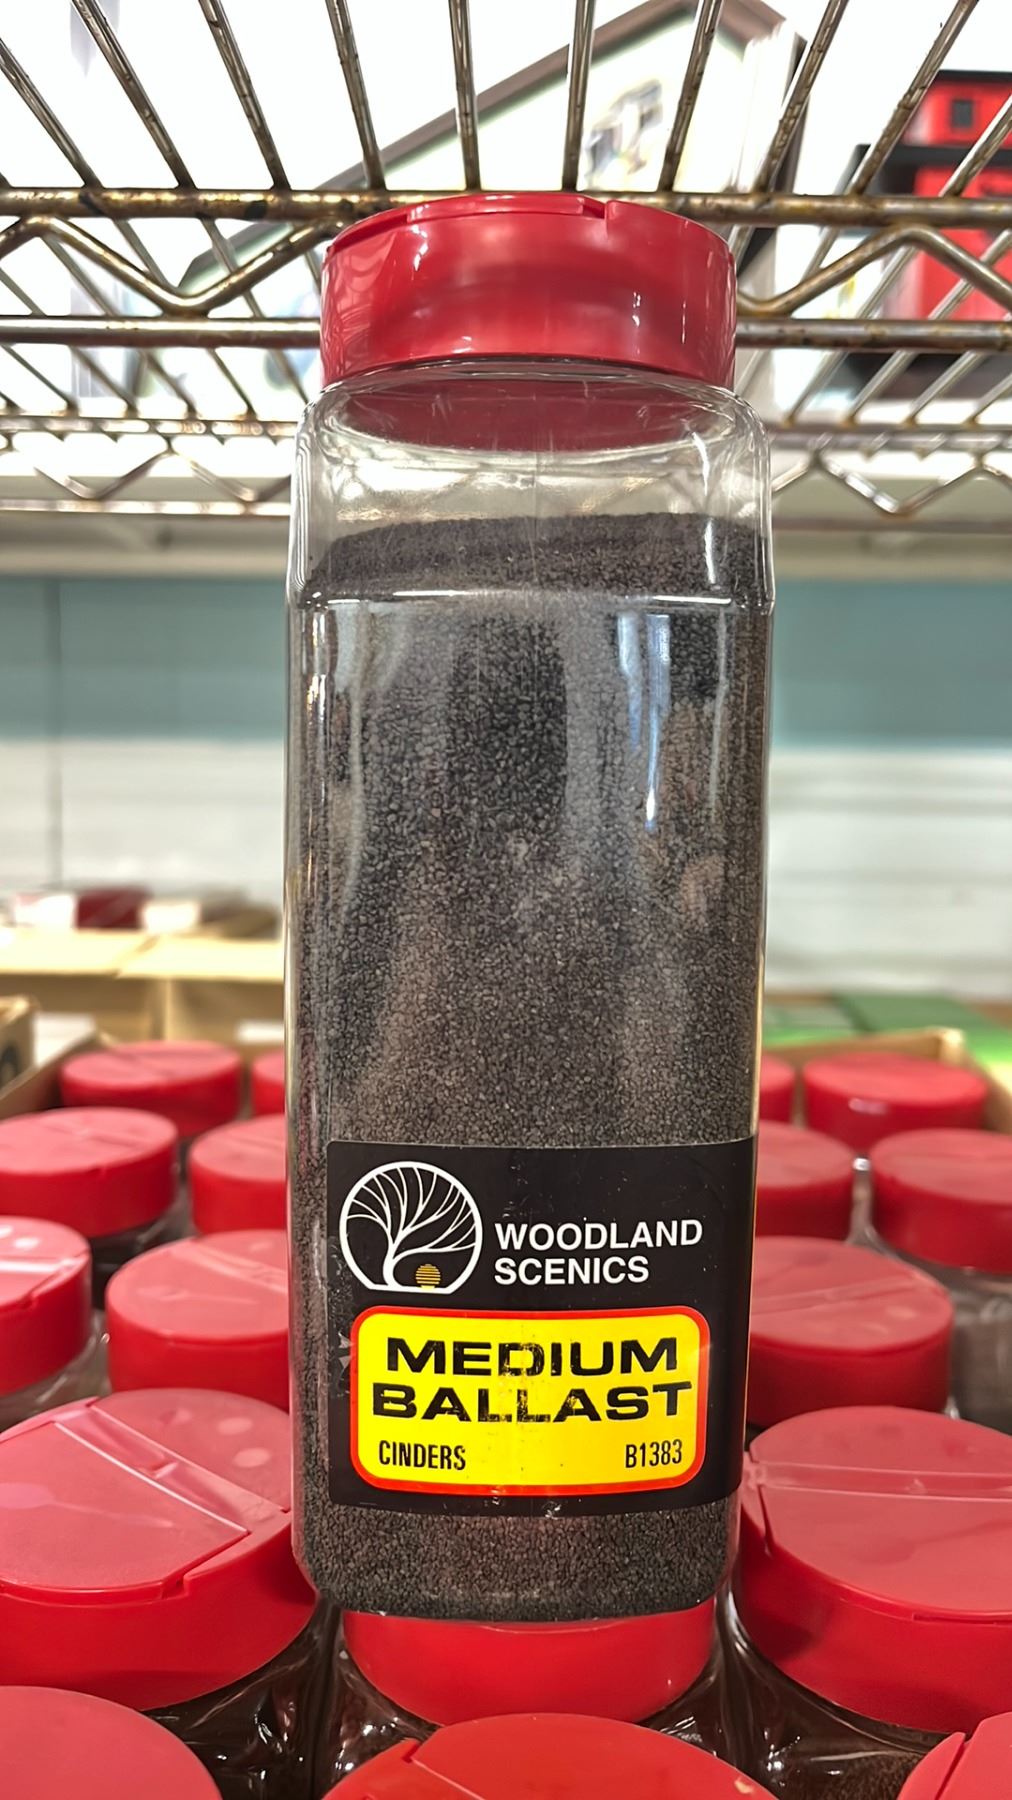 WOODLAND
SCENICS
MEDIUM
BALLAST
CINDERS B1383